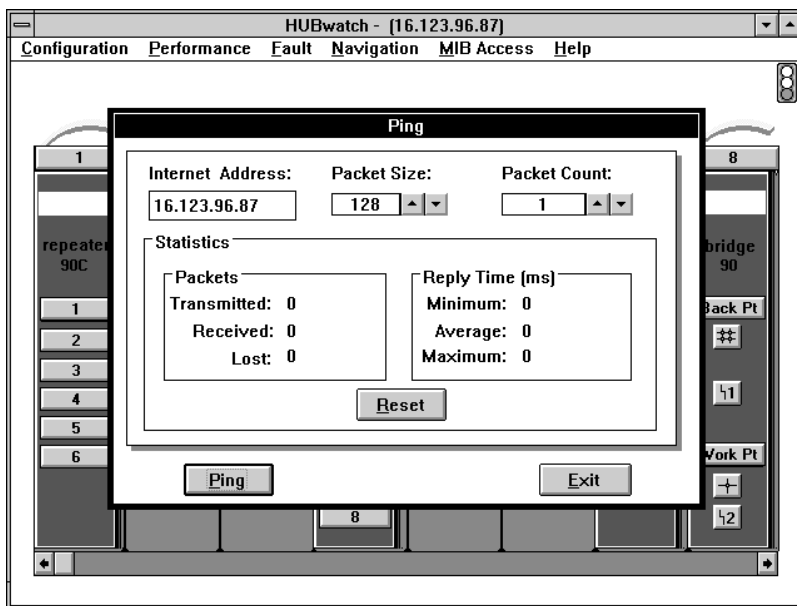 HUBwatch - (16.123.96.87)
Configuration Performance Fault Navigation MIB Access Help
Ping
1
8
Internet Address: Packet Size: Packet Count:
16.123.96.87 128 1
repeater
90C
bridge
90
Statistics
Packets
Transmitted: 0
Received: 0
Lost: 0
Reply Time (ms)
Minimum: 0
Average: 0
Maximum: 0
Reset
1
2
3
4
5
6
Back Pt
1
Work Pt
2
Ping Exit
8